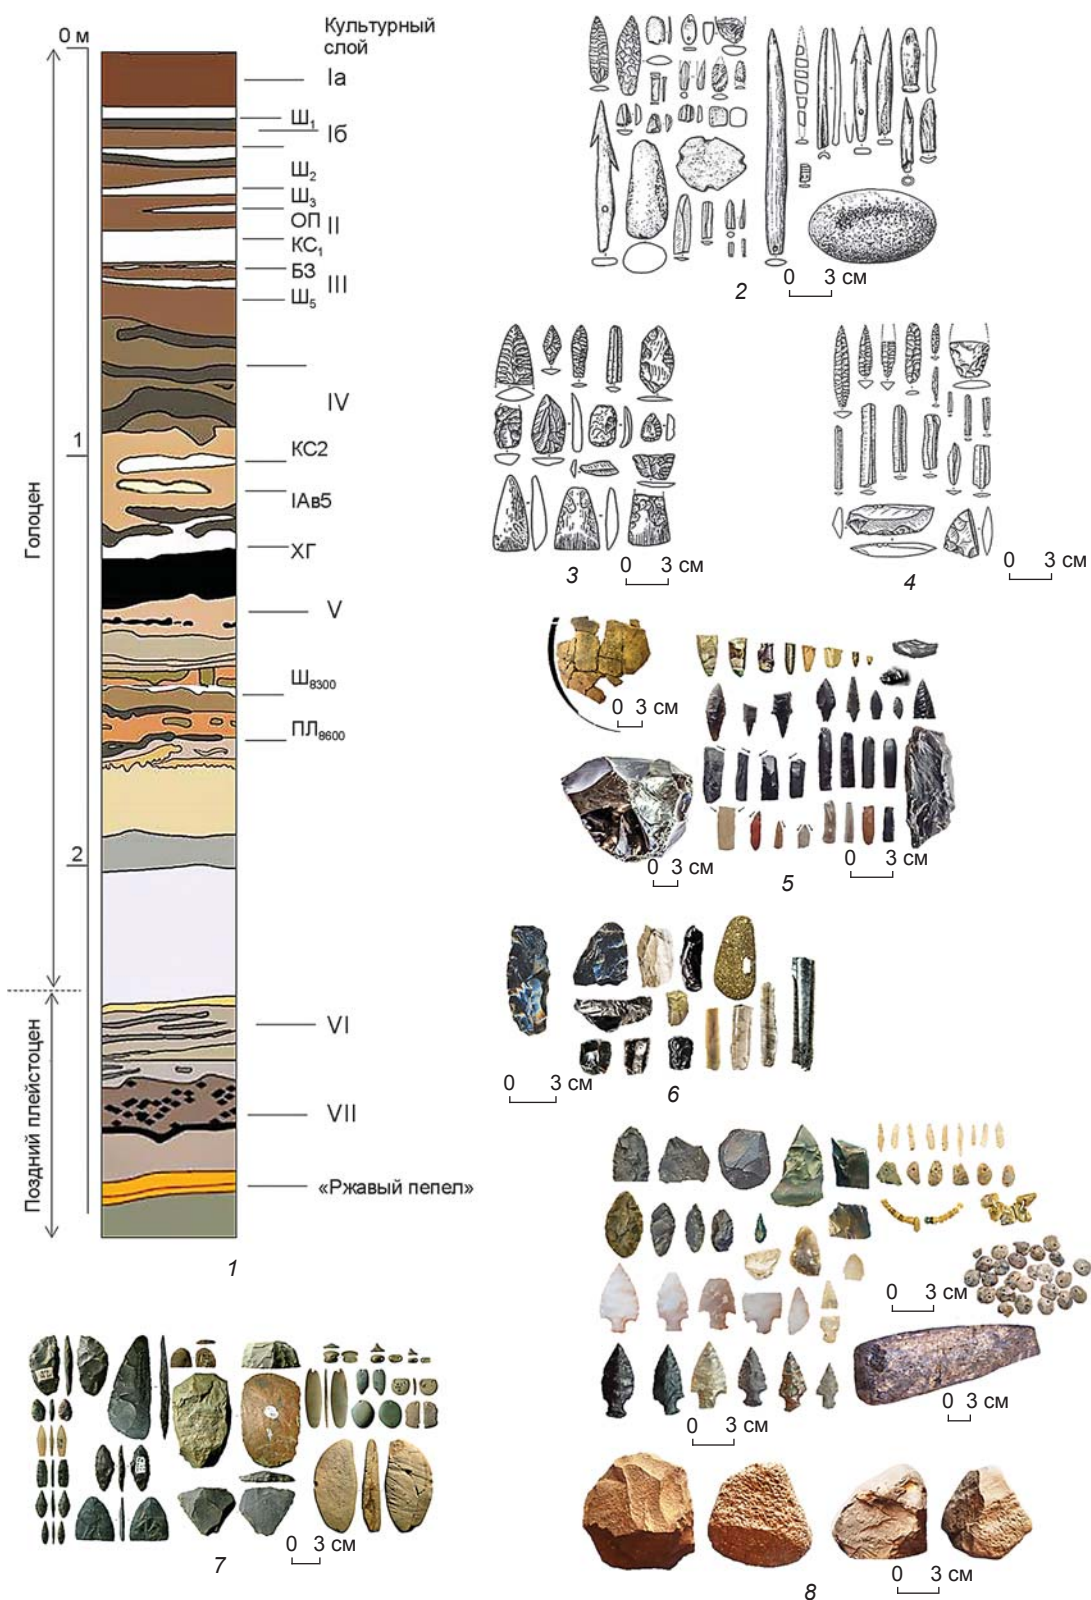 Культурный
слой
0 м
Iа
Ш₁
Iб
Ш₂
Ш₃
ОП II
КС₁
БЗ
III
Ш₅
IV
1
КС2
IАв5
ХГ
V
Ш₈₃₀₀
ПЛ₈₆₀₀
2
VI
VII
«Ржавый пепел»
Голоцен
Поздний плейстоцен
1
0 3 см
2
0 3 см
3
0 3 см
4
0 3 см
0 3 см
0 3 см
5
0 3 см
6
0 3 см
0 3 см
0 3 см
0 3 см
7
0 3 см
8